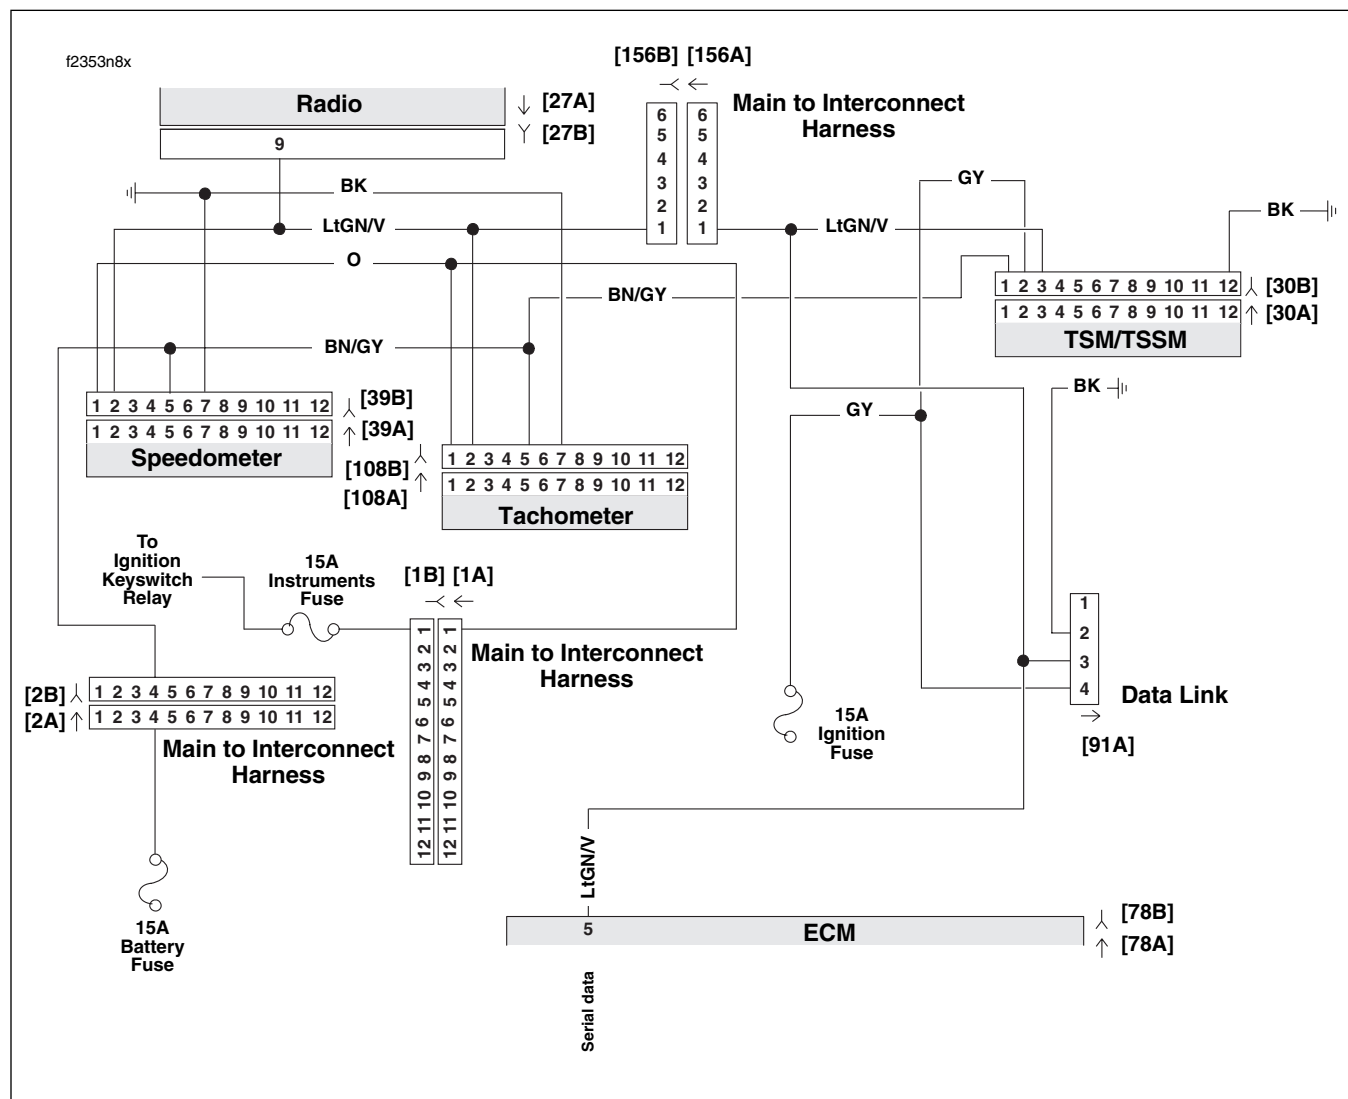 f2353n8x
[156B] [156A]
Radio
[27A]
[27B]
9
Main to Interconnect
Harness
6 6
5 5
4 4
3 3
2 2
1 1
BK
GY
LtGN/V
LtGN/V
BK
O
BN/GY
1 2 3 4 5 6 7 8 9 10 11 12
[30B]
1 2 3 4 5 6 7 8 9 10 11 12
[30A]
TSM/TSSM
BN/GY
BK
1 2 3 4 5 6 7 8 9 10 11 12
[39B]
GY
1 2 3 4 5 6 7 8 9 10 11 12
[39A]
Speedometer
1 2 3 4 5 6 7 8 9 10 11 12
[108B]
1 2 3 4 5 6 7 8 9 10 11 12
[108A]
Tachometer
To
Ignition
Keyswitch
Relay
15A
Instruments
Fuse
[1B] [1A]
1 2 3 4 5 6 7 8 9 10 11 12
1 2 3 4 5 6 7 8 9 10 11 12
Main to Interconnect
Harness
1
2
3
4
Data Link
[91A]
[2B]
1 2 3 4 5 6 7 8 9 10 11 12
[2A]
1 2 3 4 5 6 7 8 9 10 11 12
Main to Interconnect
Harness
15A
Ignition
Fuse
LtGN/V
15A
Battery
Fuse
5
ECM
[78B]
[78A]
Serial data